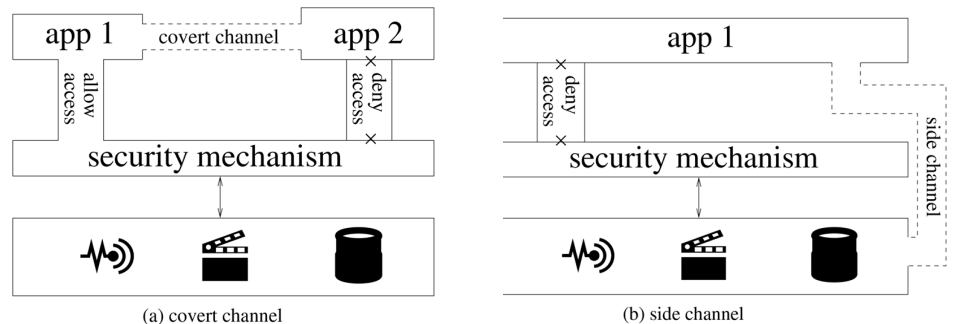 app 1
covert channel
app 2
allow
access
deny
access
security mechanism
(a) covert channel
app 1
deny
access
side channel
security mechanism
(b) side channel